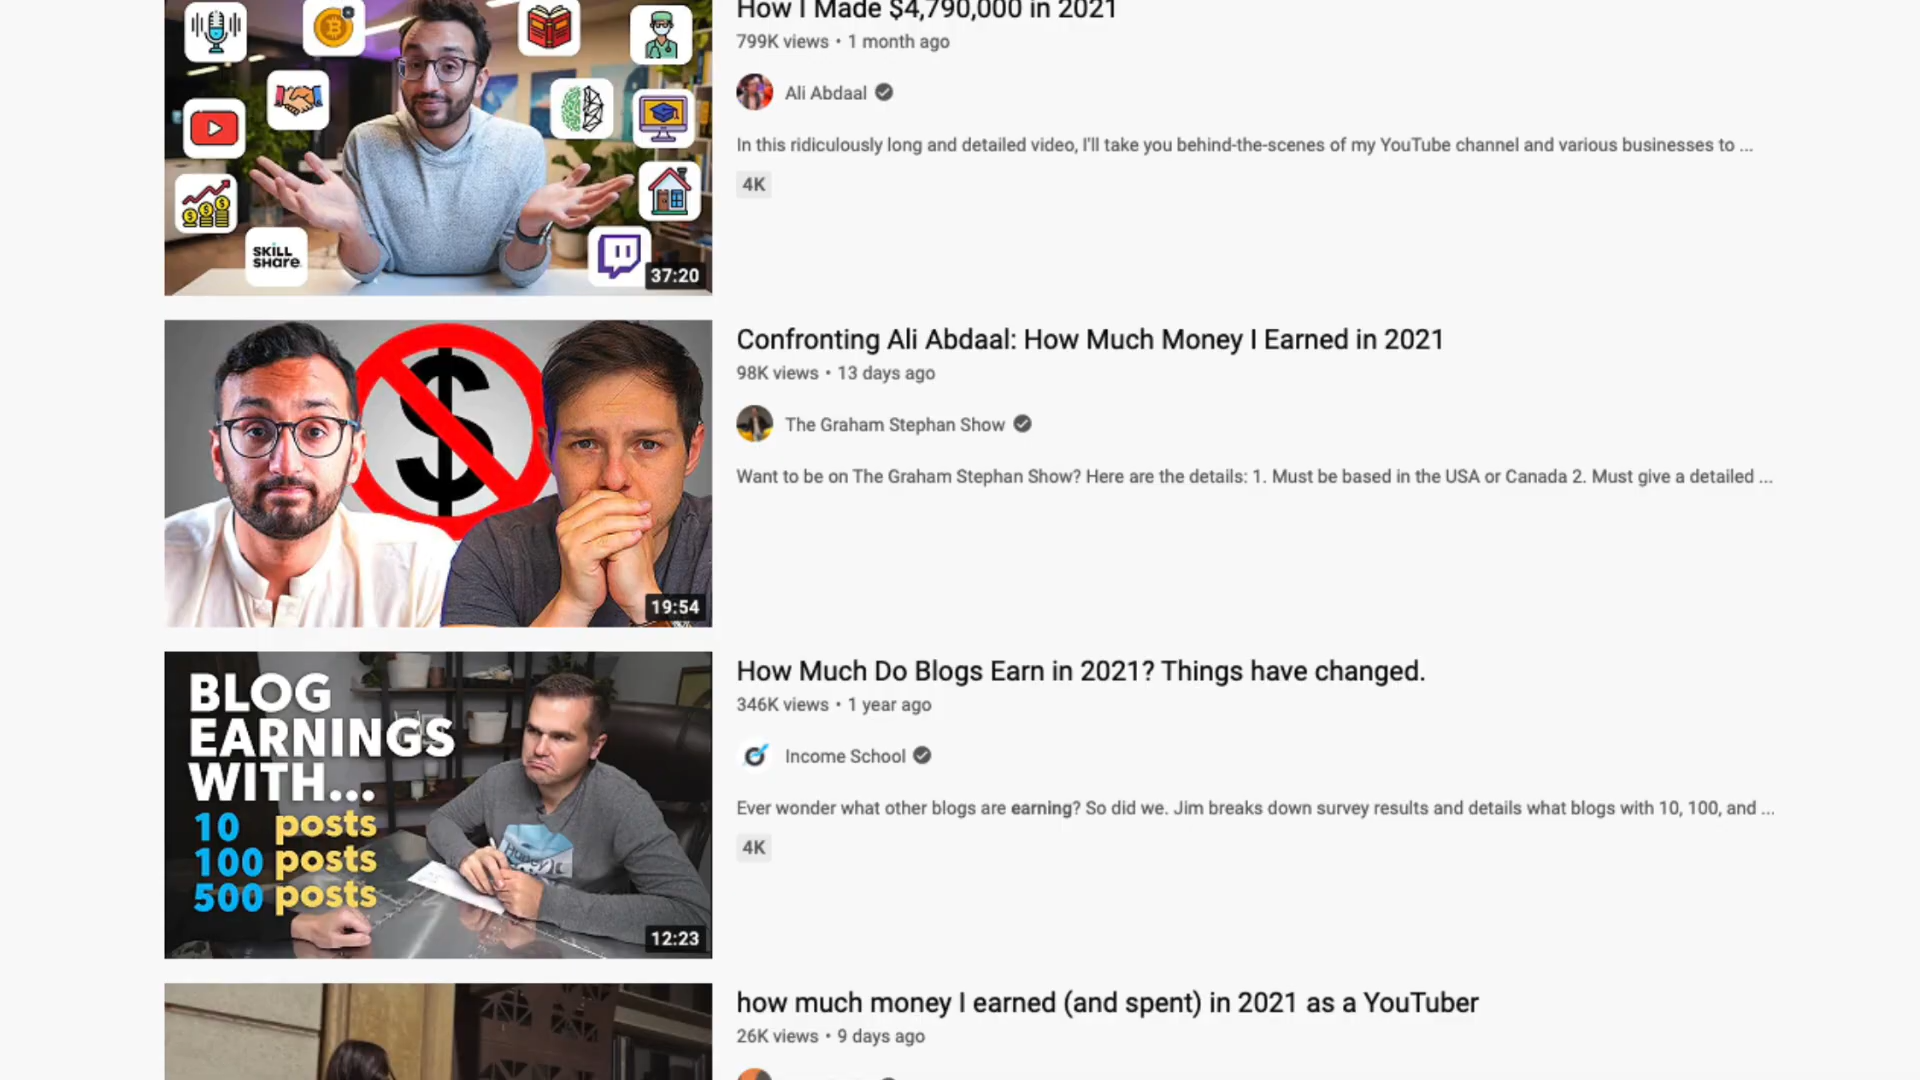 How I Made $4,790,000 in 2021
799K views • 1 month ago
Ali Abdaal
In this ridiculously long and detailed video, I'll take you behind-the-scenes of my YouTube channel and various businesses to ...
4K
SKILL
SHare.
37:20
Confronting Ali Abdaal: How Much Money I Earned in 2021
98K views • 13 days ago
The Graham Stephan Show
Want to be on The Graham Stephan Show? Here are the details: 1. Must be based in the USA or Canada 2. Must give a detailed ...
$
19:54
How Much Do Blogs Earn in 2021? Things have changed.
346K views • 1 year ago
Income School
Ever wonder what other blogs are earning? So did we. Jim breaks down survey results and details what blogs with 10, 100, and ...
4K
BLOG
EARNINGS
WITH...
10 posts
100 posts
500 posts
12:23
how much money I earned (and spent) in 2021 as a YouTuber
26K views • 9 days ago